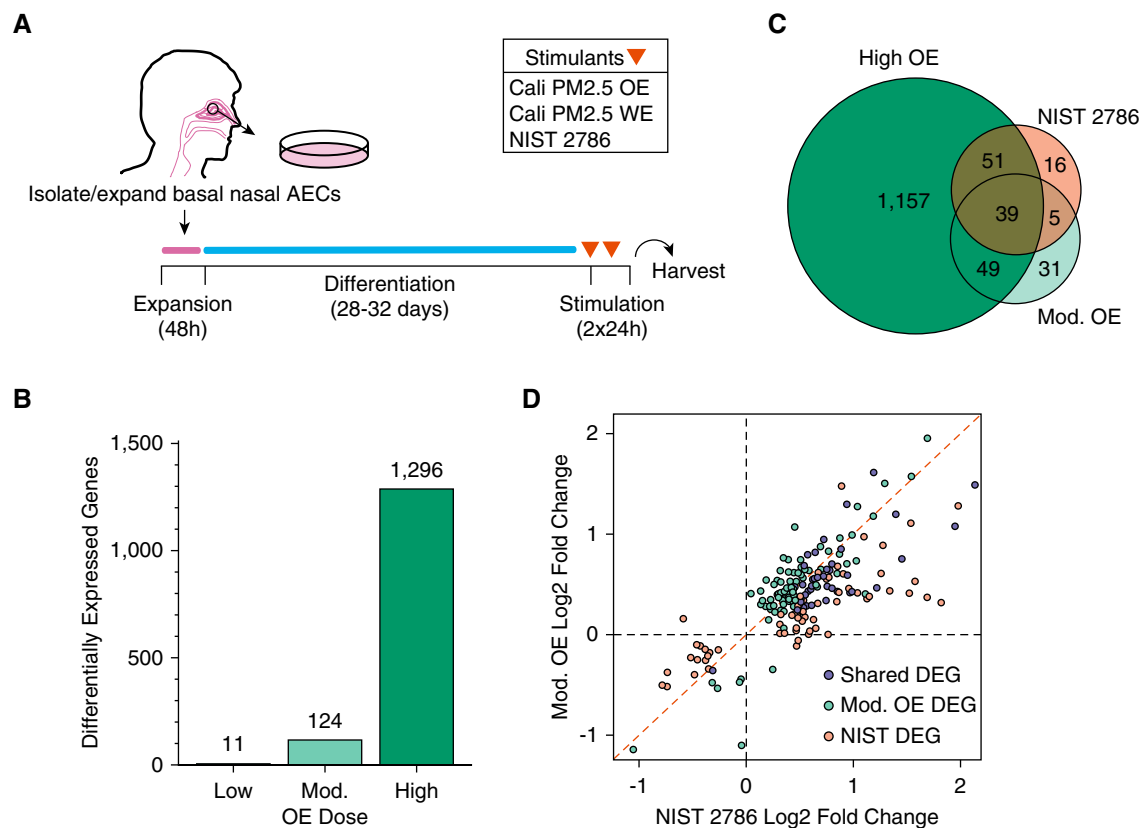 A
Stimulants
Cali PM2.5 OE
Cali PM2.5 WE
NIST 2786
Isolate/expand basal nasal AECs
Expansion
(48h)
Differentiation
(28-32 days)
Stimulation
(2x24h)
Harvest
C
High OE
NIST 2786
51
16
1,157
39
5
49
31
Mod. OE
B
Differentially Expressed Genes
1,500
1,000
500
0
11
124
1,296
Low
Mod.
High
OE Dose
D
Mod. OE Log2 Fold Change
2
1
0
-1
Shared DEG
Mod. OE DEG
NIST DEG
-1
0
1
2
NIST 2786 Log2 Fold Change